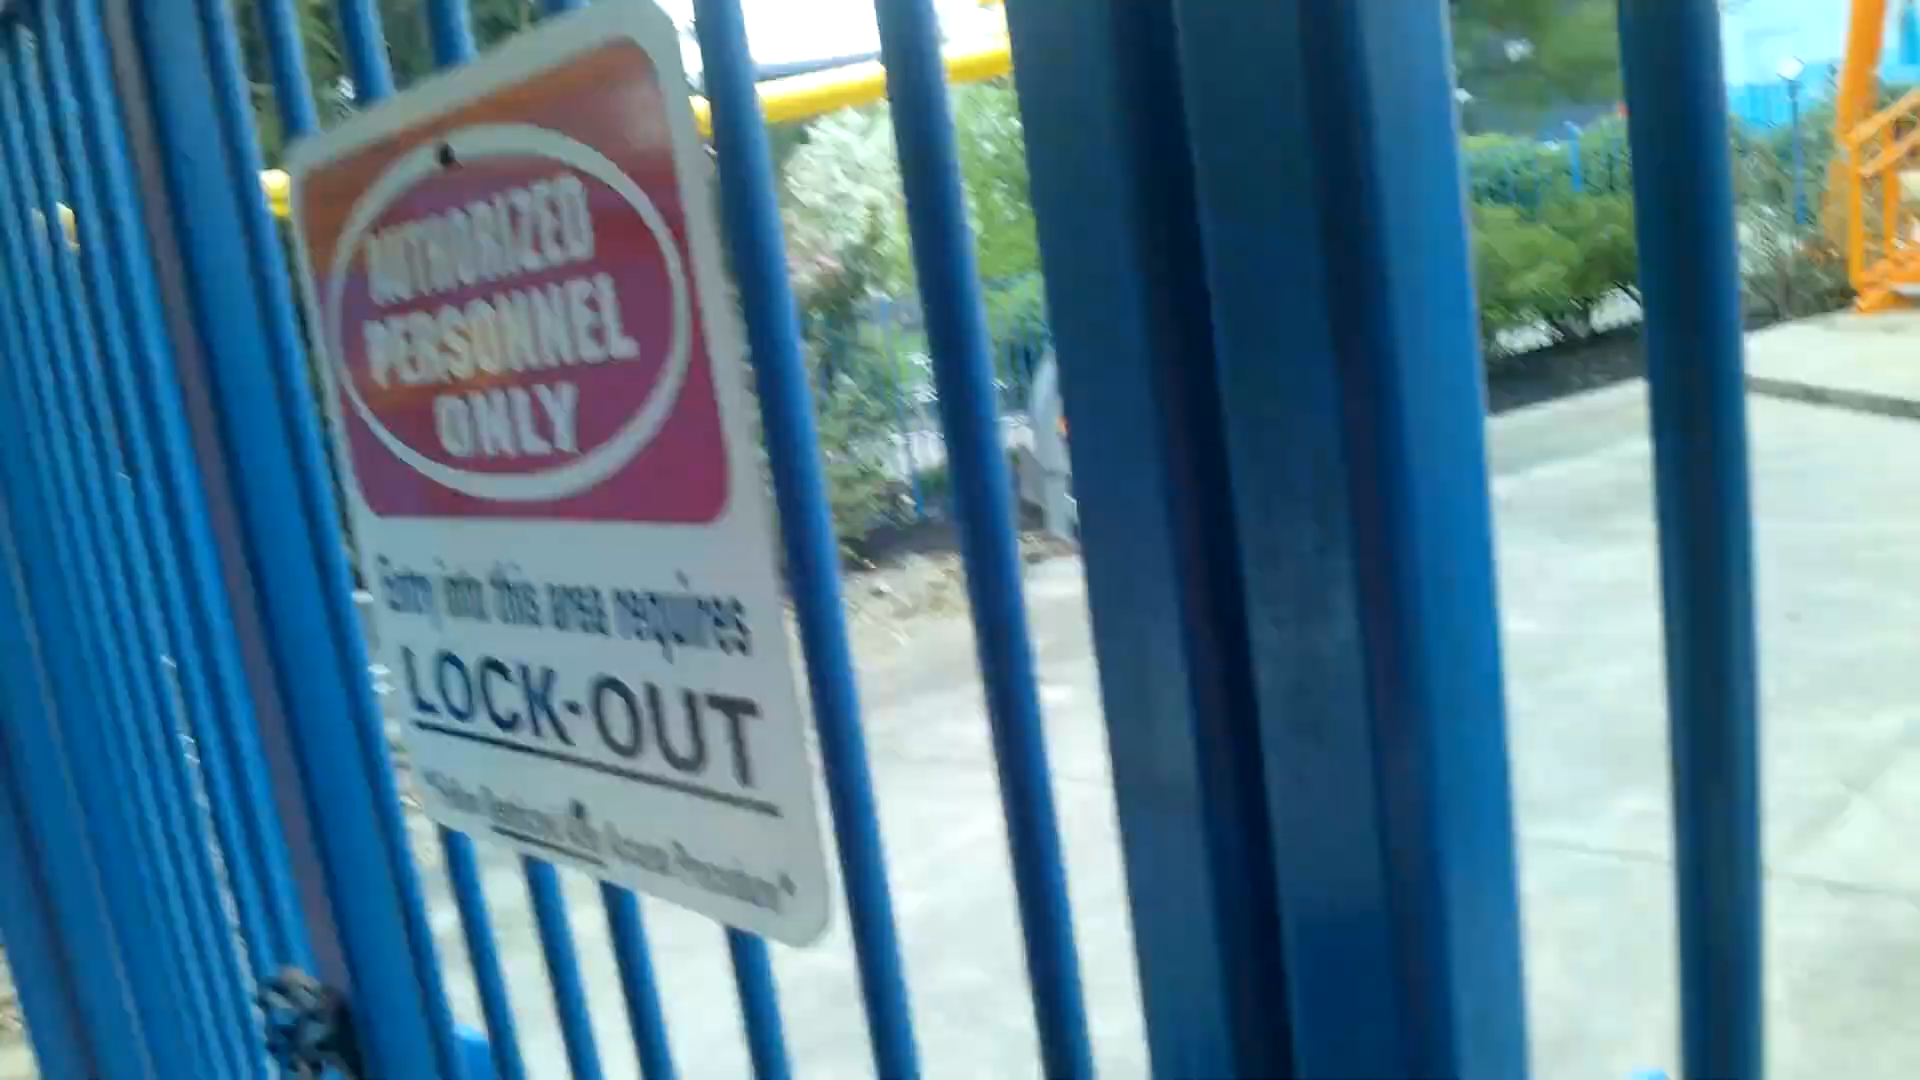 AUTHORIZED
PERSONNEL
ONLY
Entry into this area requires
LOCK-OUT